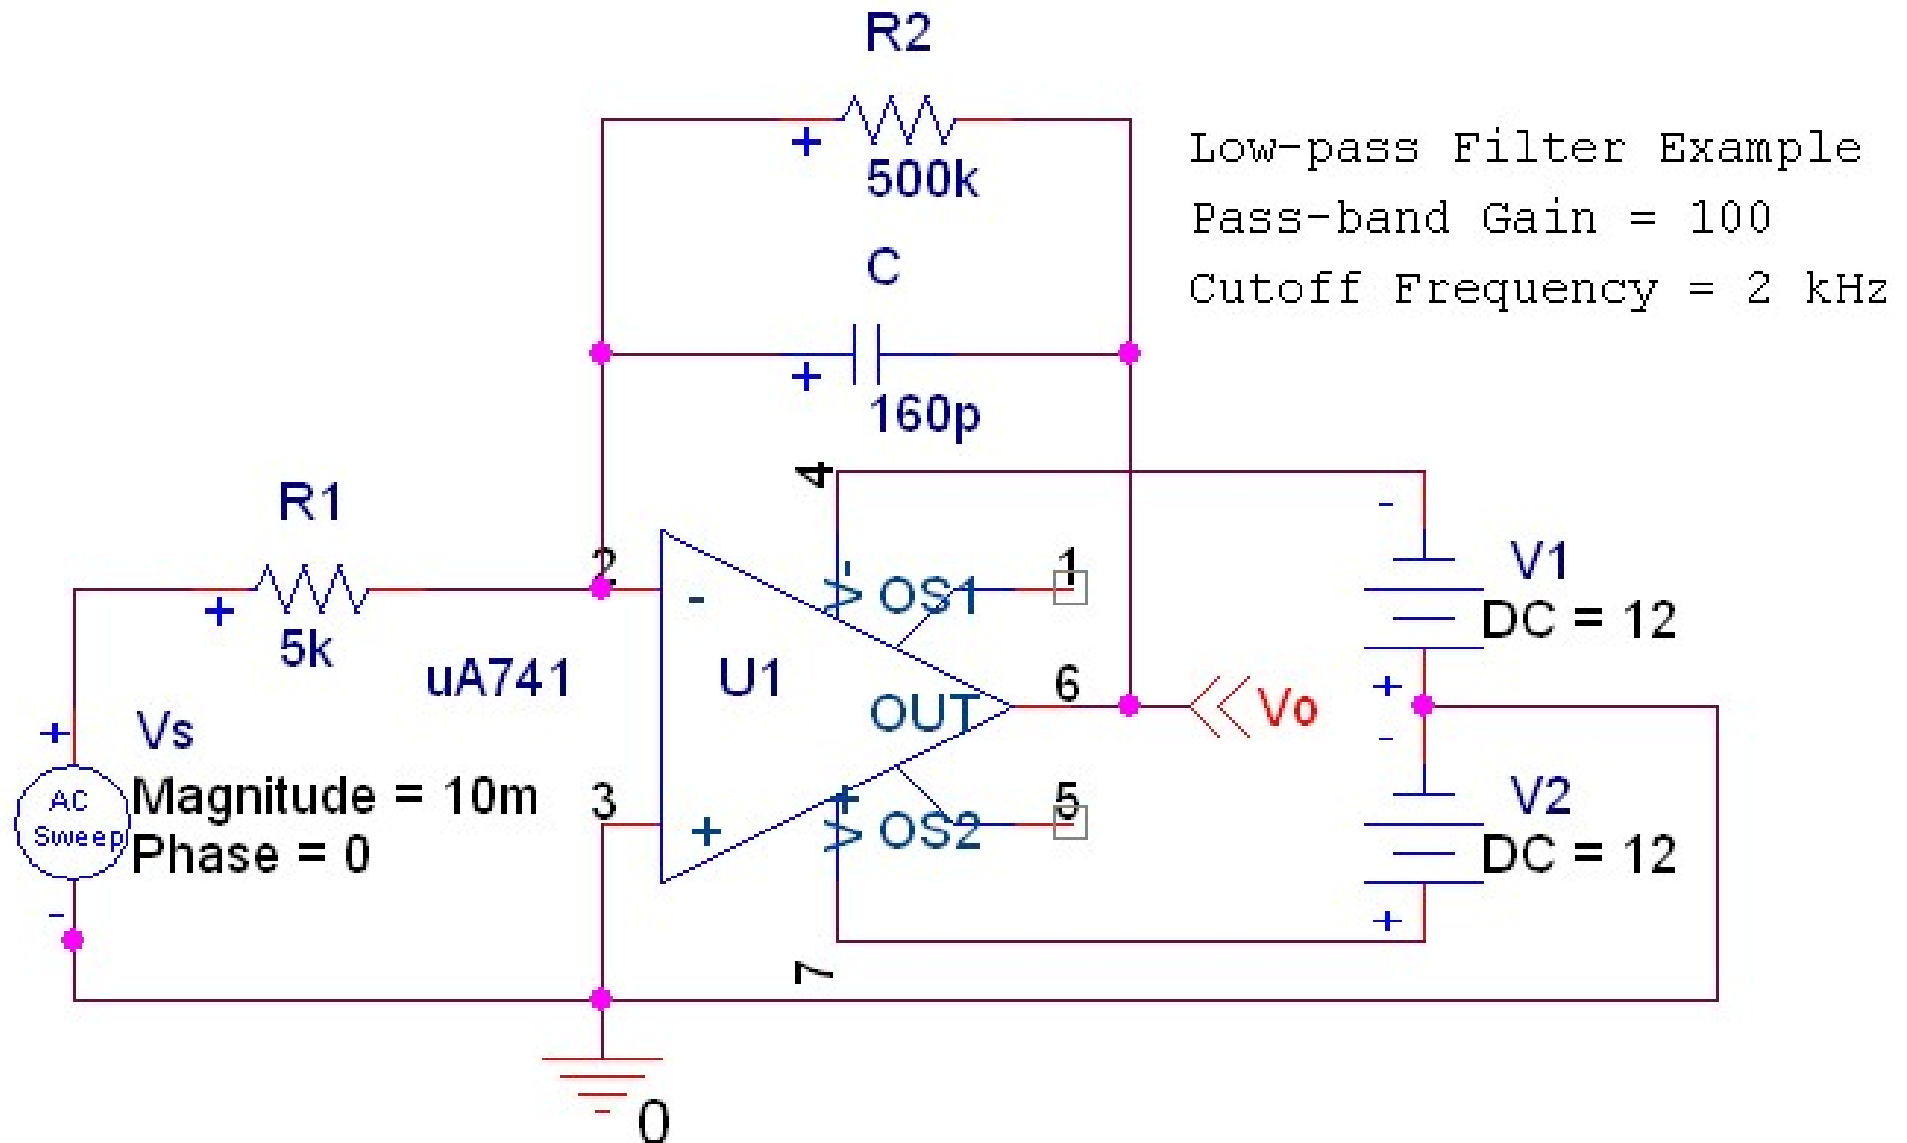 R2
500k
Low-pass Filter Example
Pass-band Gain = 100
Cutoff Frequency = 2 kHz
C
160p
4
R1
5k
2
-
V-
OS1
1
-
V1
DC = 12
+
uA741
U1
OUT
6
Vo
Vs
AC
Sweep
Magnitude = 10m
Phase = 0
3
+
V+
OS2
5
-
V2
DC = 12
+
7
0